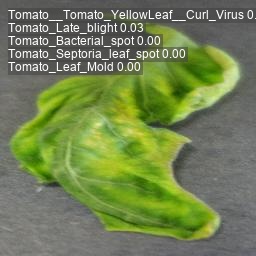 Tomato__Tomato_YellowLeaf__Curl_Virus 0.
Tomato_Late_blight 0.03
Tomato_Bacterial_spot 0.00
Tomato_Septoria_leaf_spot 0.00
Tomato_Leaf_Mold 0.00